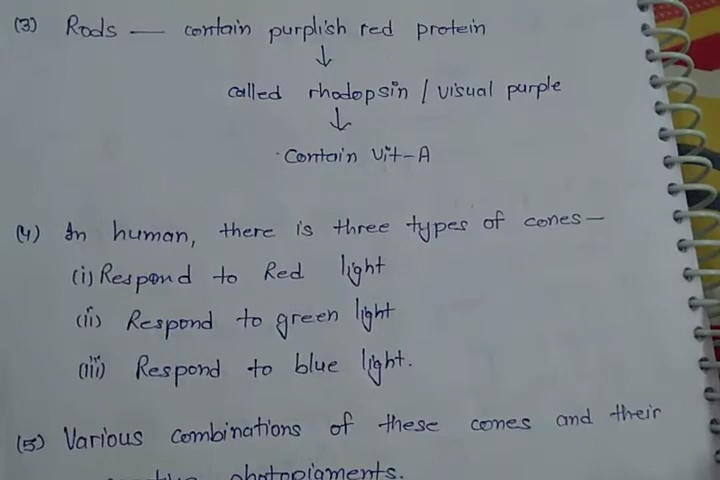 (3) Rods — contain purplish red protein
↓
called rhodopsin / visual purple
↓
Contain Vit-A
(4) In human, there is three types of cones—
(i) Respond to Red light
(ii) Respond to green light
(iii) Respond to blue light.
(5) Various combinations of these cones and their
photopigments.